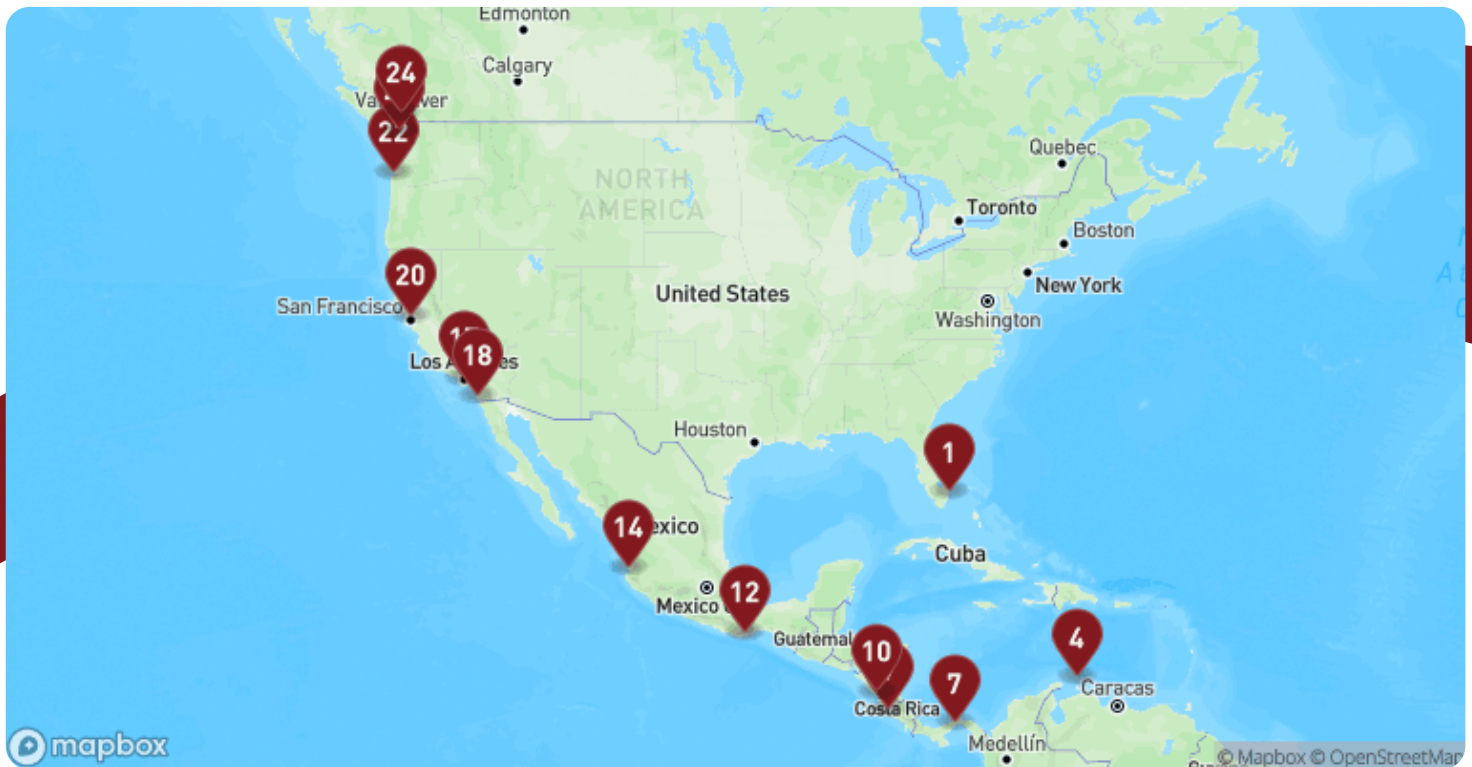 Edmonton
Calgary
24
22
Quebec
NORTH
AMERICA
Toronto
Boston
20
New York
United States
San Francisco
Washington
18
Houston
1
14
Cuba
12
Mexico
4
10
7
Caracas
Costa Rica
Medellín
mapbox
© Mapbox © OpenStreetMap